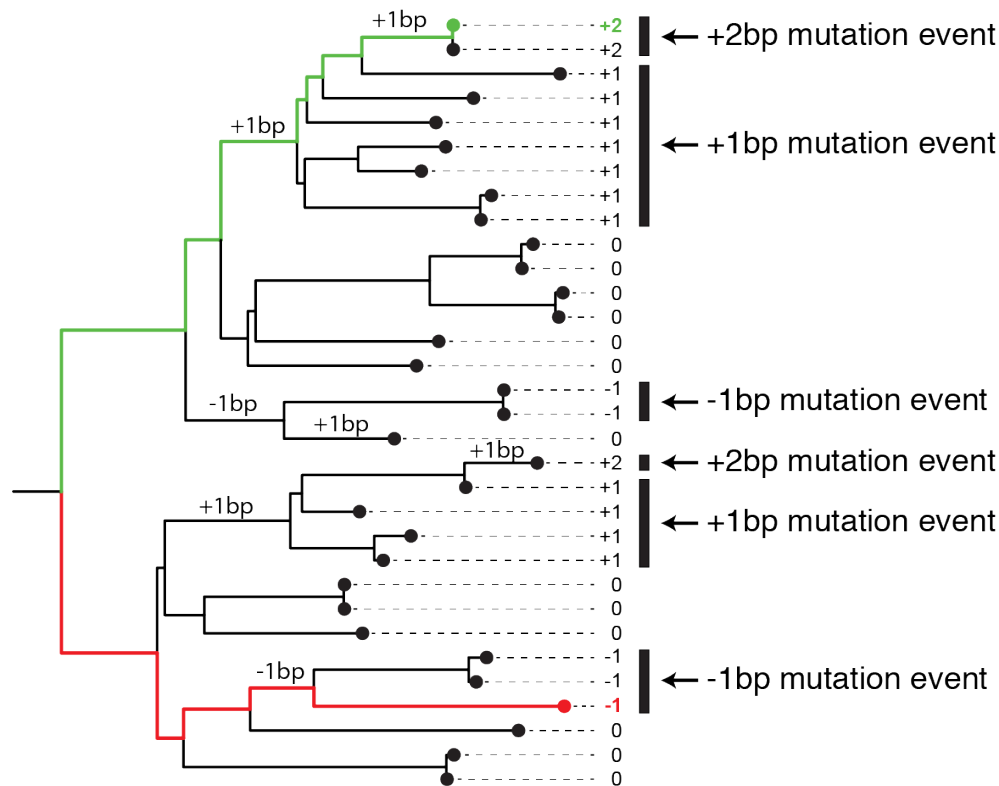 +1bp
+2
+2bp mutation event
+2
+1
+1
+1bp
+1
+1bp mutation event
+1
+1
+1
+1
0
0
0
0
0
0
-1
-1bp
-1bp mutation event
-1
+1bp
0
+1bp
+2
+2bp mutation event
+1
+1bp
+1
+1bp mutation event
+1
+1
0
0
0
-1
-1bp
-1bp mutation event
-1
-1
0
0
0